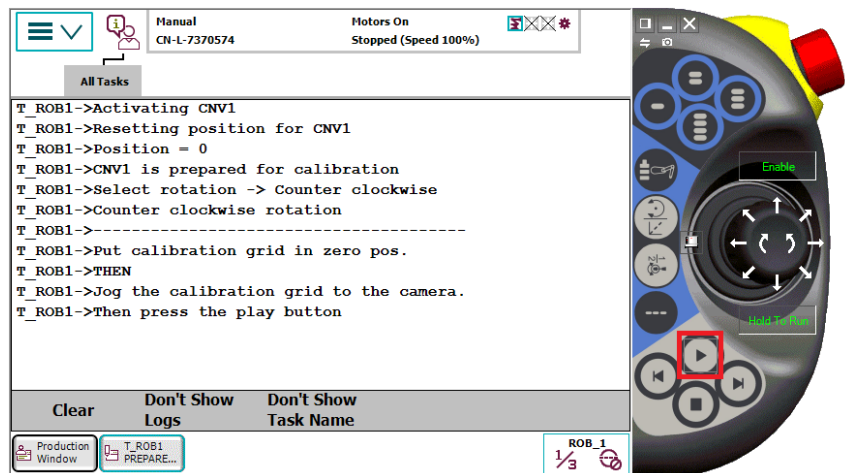 Manual
CN-L-7370574
Motors On
Stopped (Speed 100%)
All Tasks
T_ROB1->Activating CNV1
T_ROB1->Resetting position for CNV1
T_ROB1->Position = 0
T_ROB1->CNV1 is prepared for calibration
T_ROB1->Select rotation -> Counter clockwise
T_ROB1->Counter clockwise rotation
T_ROB1->---------------------------------------
T_ROB1->Put calibration grid in zero pos.
T_ROB1->THEN
T_ROB1->Jog the calibration grid to the camera.
T_ROB1->Then press the play button
Clear
Don't Show
Logs
Don't Show
Task Name
Production
Window
T_ROB1
PREPARE...
ROB_1
1/3
Enable
Hold To Run